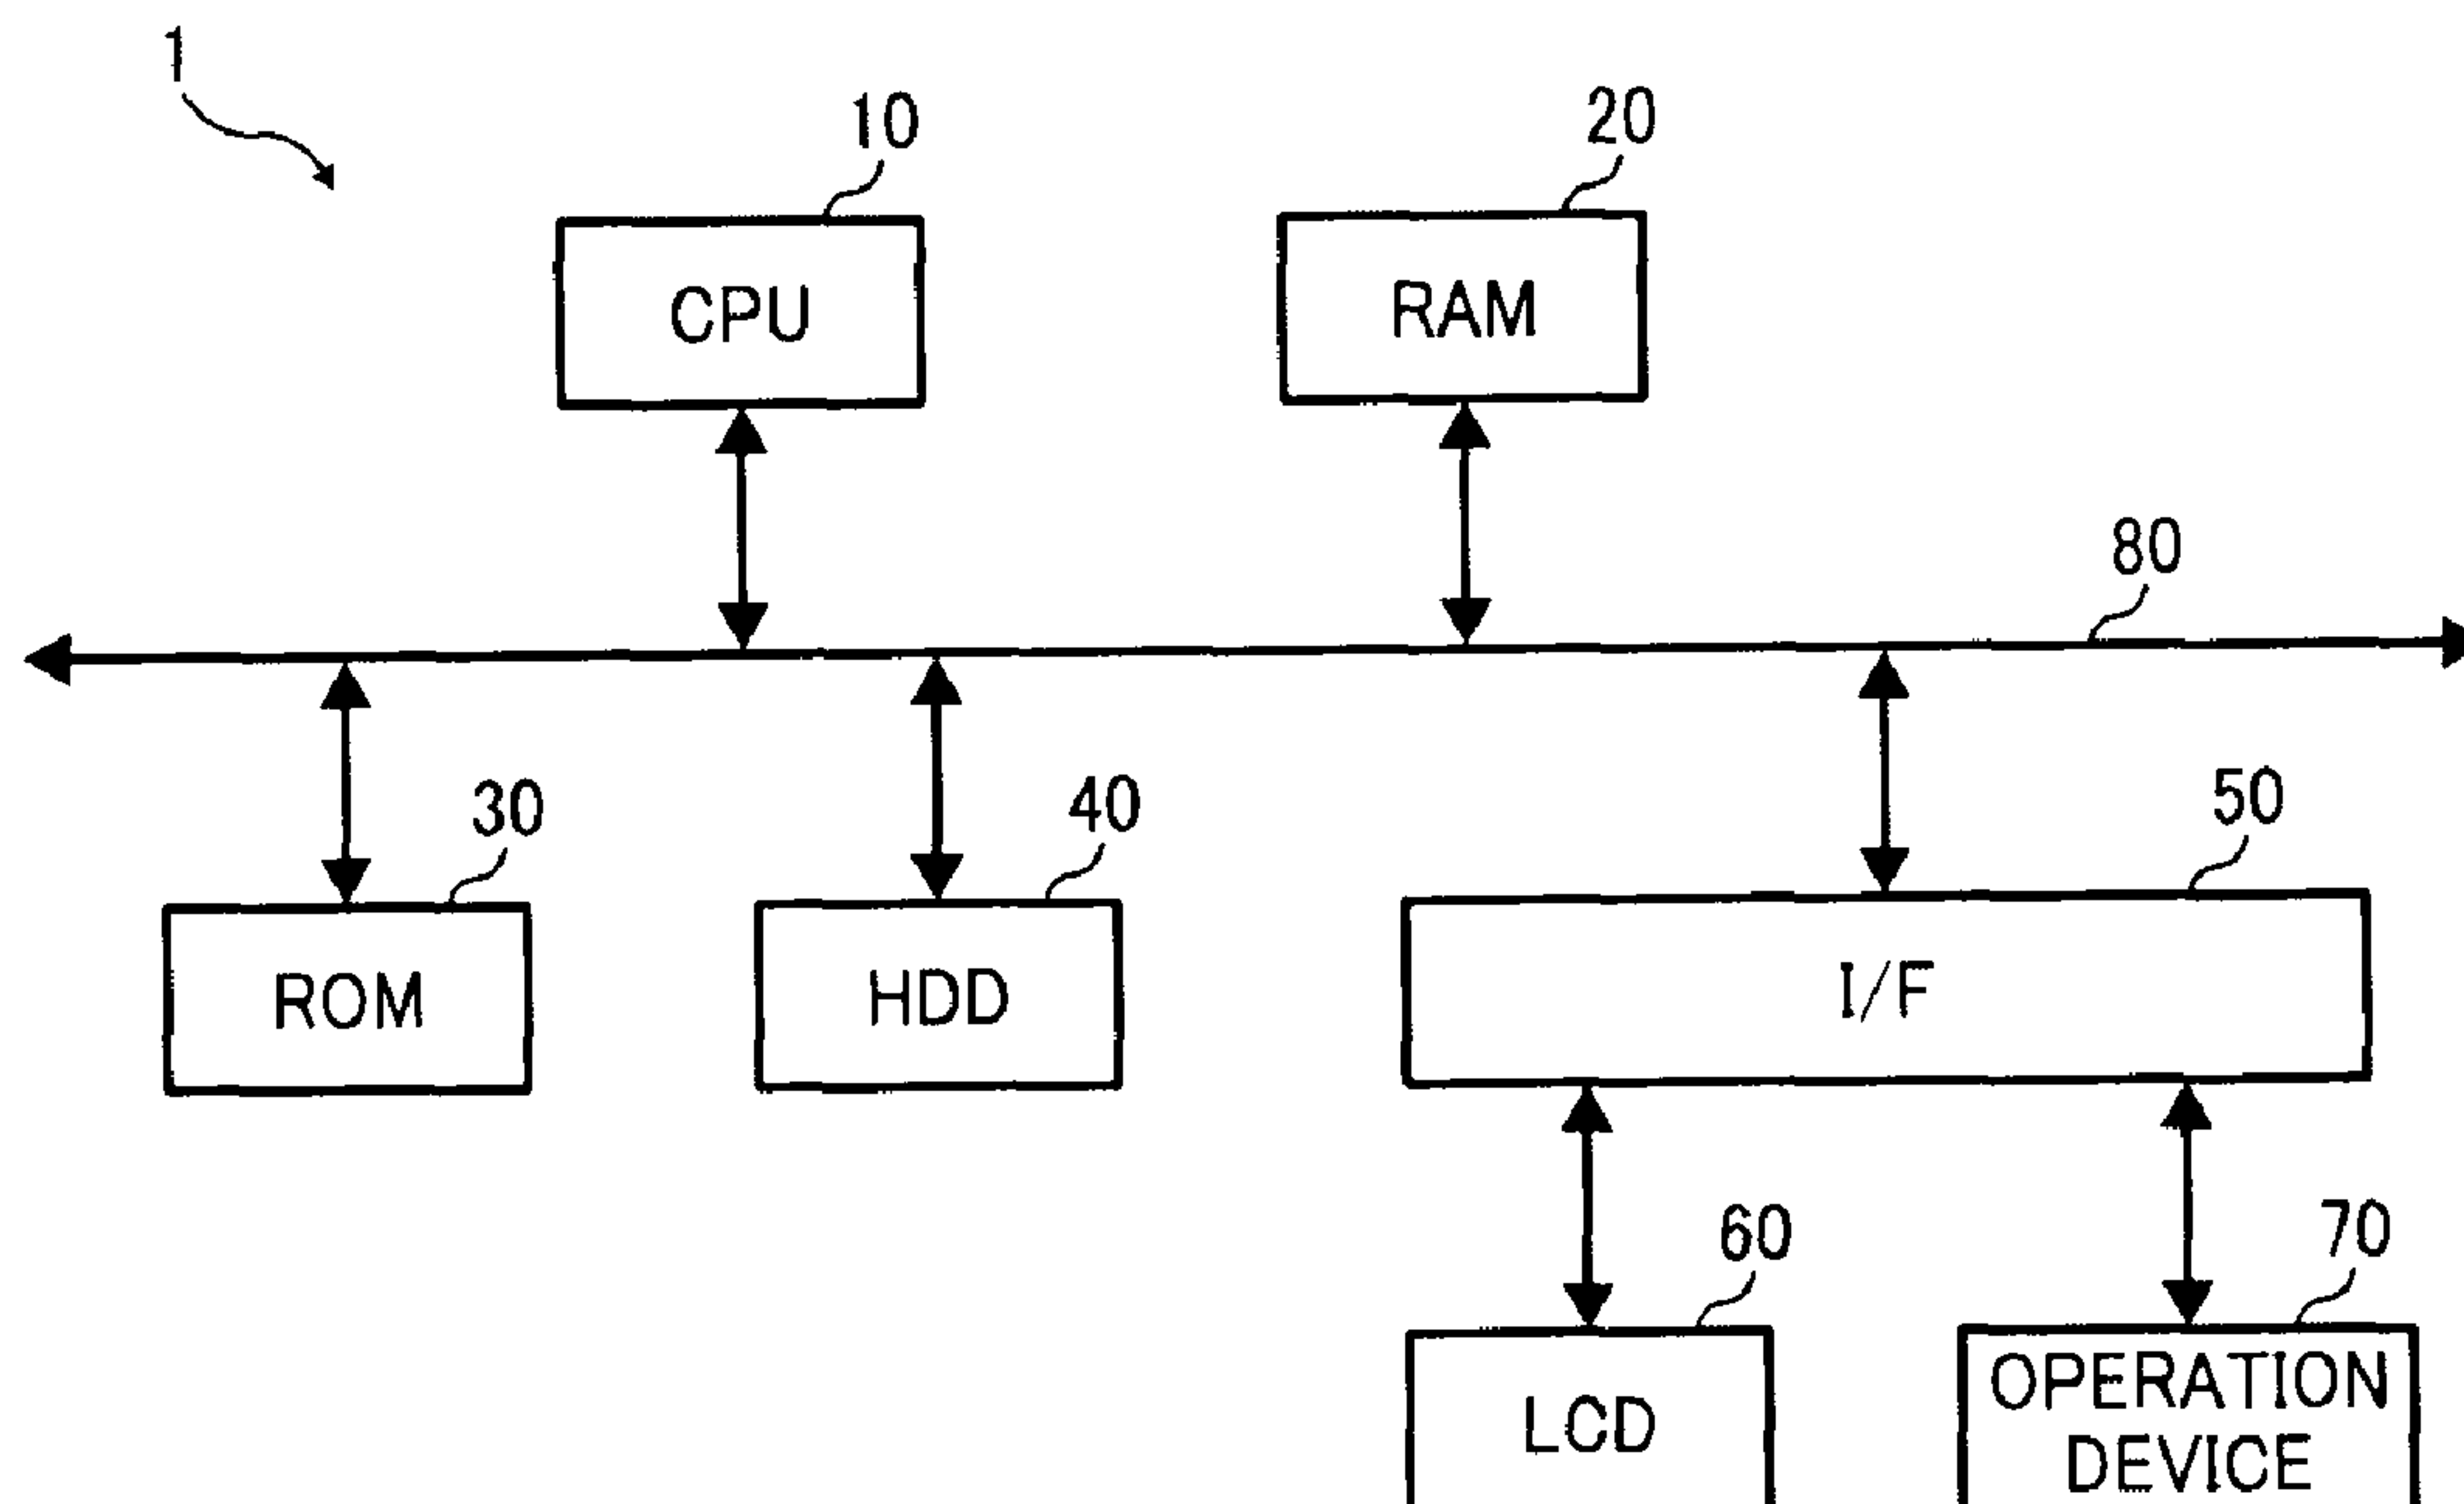 1
10
20
CPU
RAM
80
30
40
50
ROM
HDD
I/F
60
70
LCD
OPERATION
DEVICE